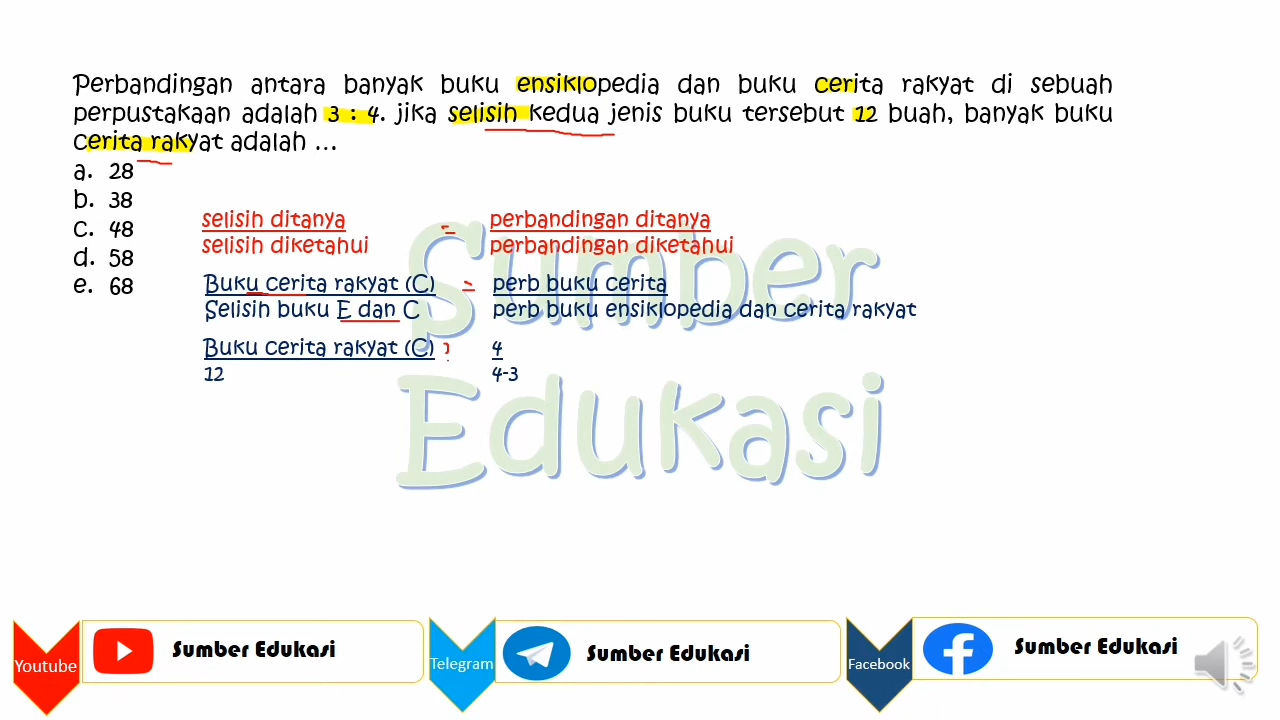 Perbandingan antara banyak buku ensiklopedia dan buku cerita rakyat di sebuah
perpustakaan adalah 3 : 4. jika selisih kedua jenis buku tersebut 12 buah, banyak buku
cerita rakyat adalah ...
a. 28
b. 38
c. 48
d. 58
e. 68
selisih ditanya = perbandingan ditanya
selisih diketahui perbandingan diketahui
Buku cerita rakyat (C) = perb buku cerita
Selisih buku E dan C perb buku ensiklopedia dan cerita rakyat
Buku cerita rakyat (C) 4
12 4-3
Sumber
Edukasi
Youtube Sumber Edukasi
Telegram Sumber Edukasi
Facebook Sumber Edukasi